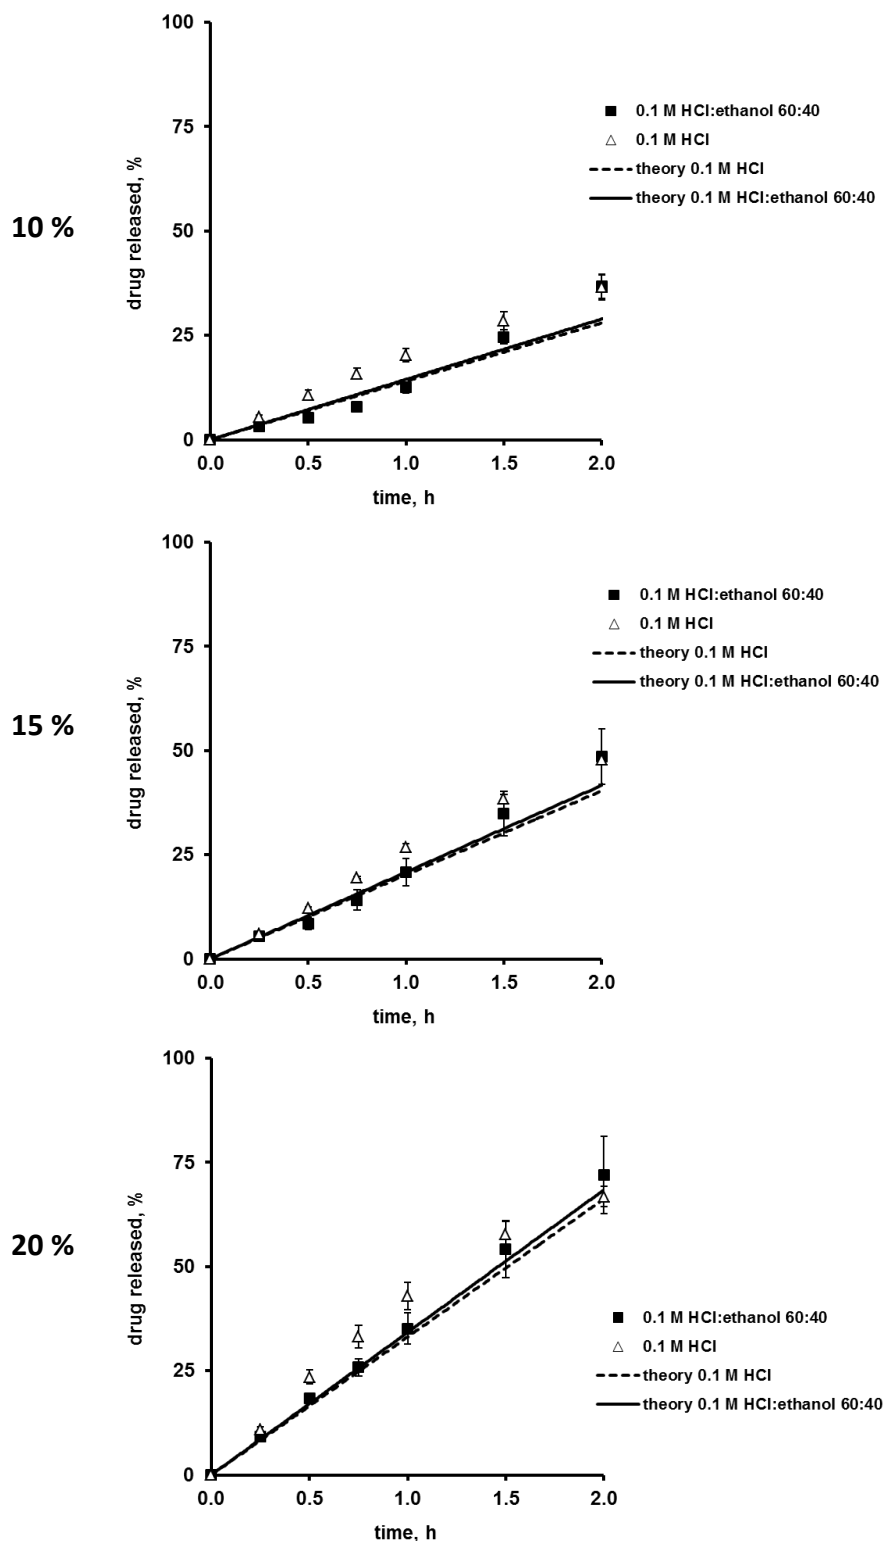 10 %
drug released, %
100
75
50
25
0
0.0 0.5 1.0 1.5 2.0
time, h
0.1 M HCl:ethanol 60:40
0.1 M HCl
theory 0.1 M HCl
theory 0.1 M HCl:ethanol 60:40
15 %
drug released, %
100
75
50
25
0
0.0 0.5 1.0 1.5 2.0
time, h
0.1 M HCl:ethanol 60:40
0.1 M HCl
theory 0.1 M HCl
theory 0.1 M HCl:ethanol 60:40
20 %
drug released, %
100
75
50
25
0
0.0 0.5 1.0 1.5 2.0
time, h
0.1 M HCl:ethanol 60:40
0.1 M HCl
theory 0.1 M HCl
theory 0.1 M HCl:ethanol 60:40